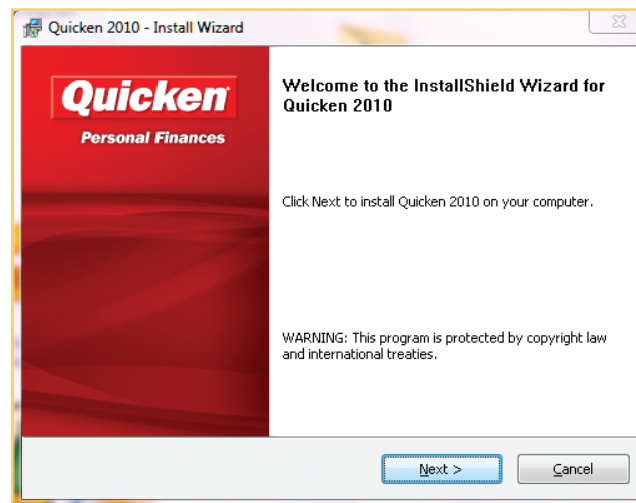 Quicken 2010 - Install Wizard
Quicken
Personal Finances
Welcome to the InstallShield Wizard for
Quicken 2010
Click Next to install Quicken 2010 on your computer.
WARNING: This program is protected by copyright law
and international treaties.
Next >
Cancel